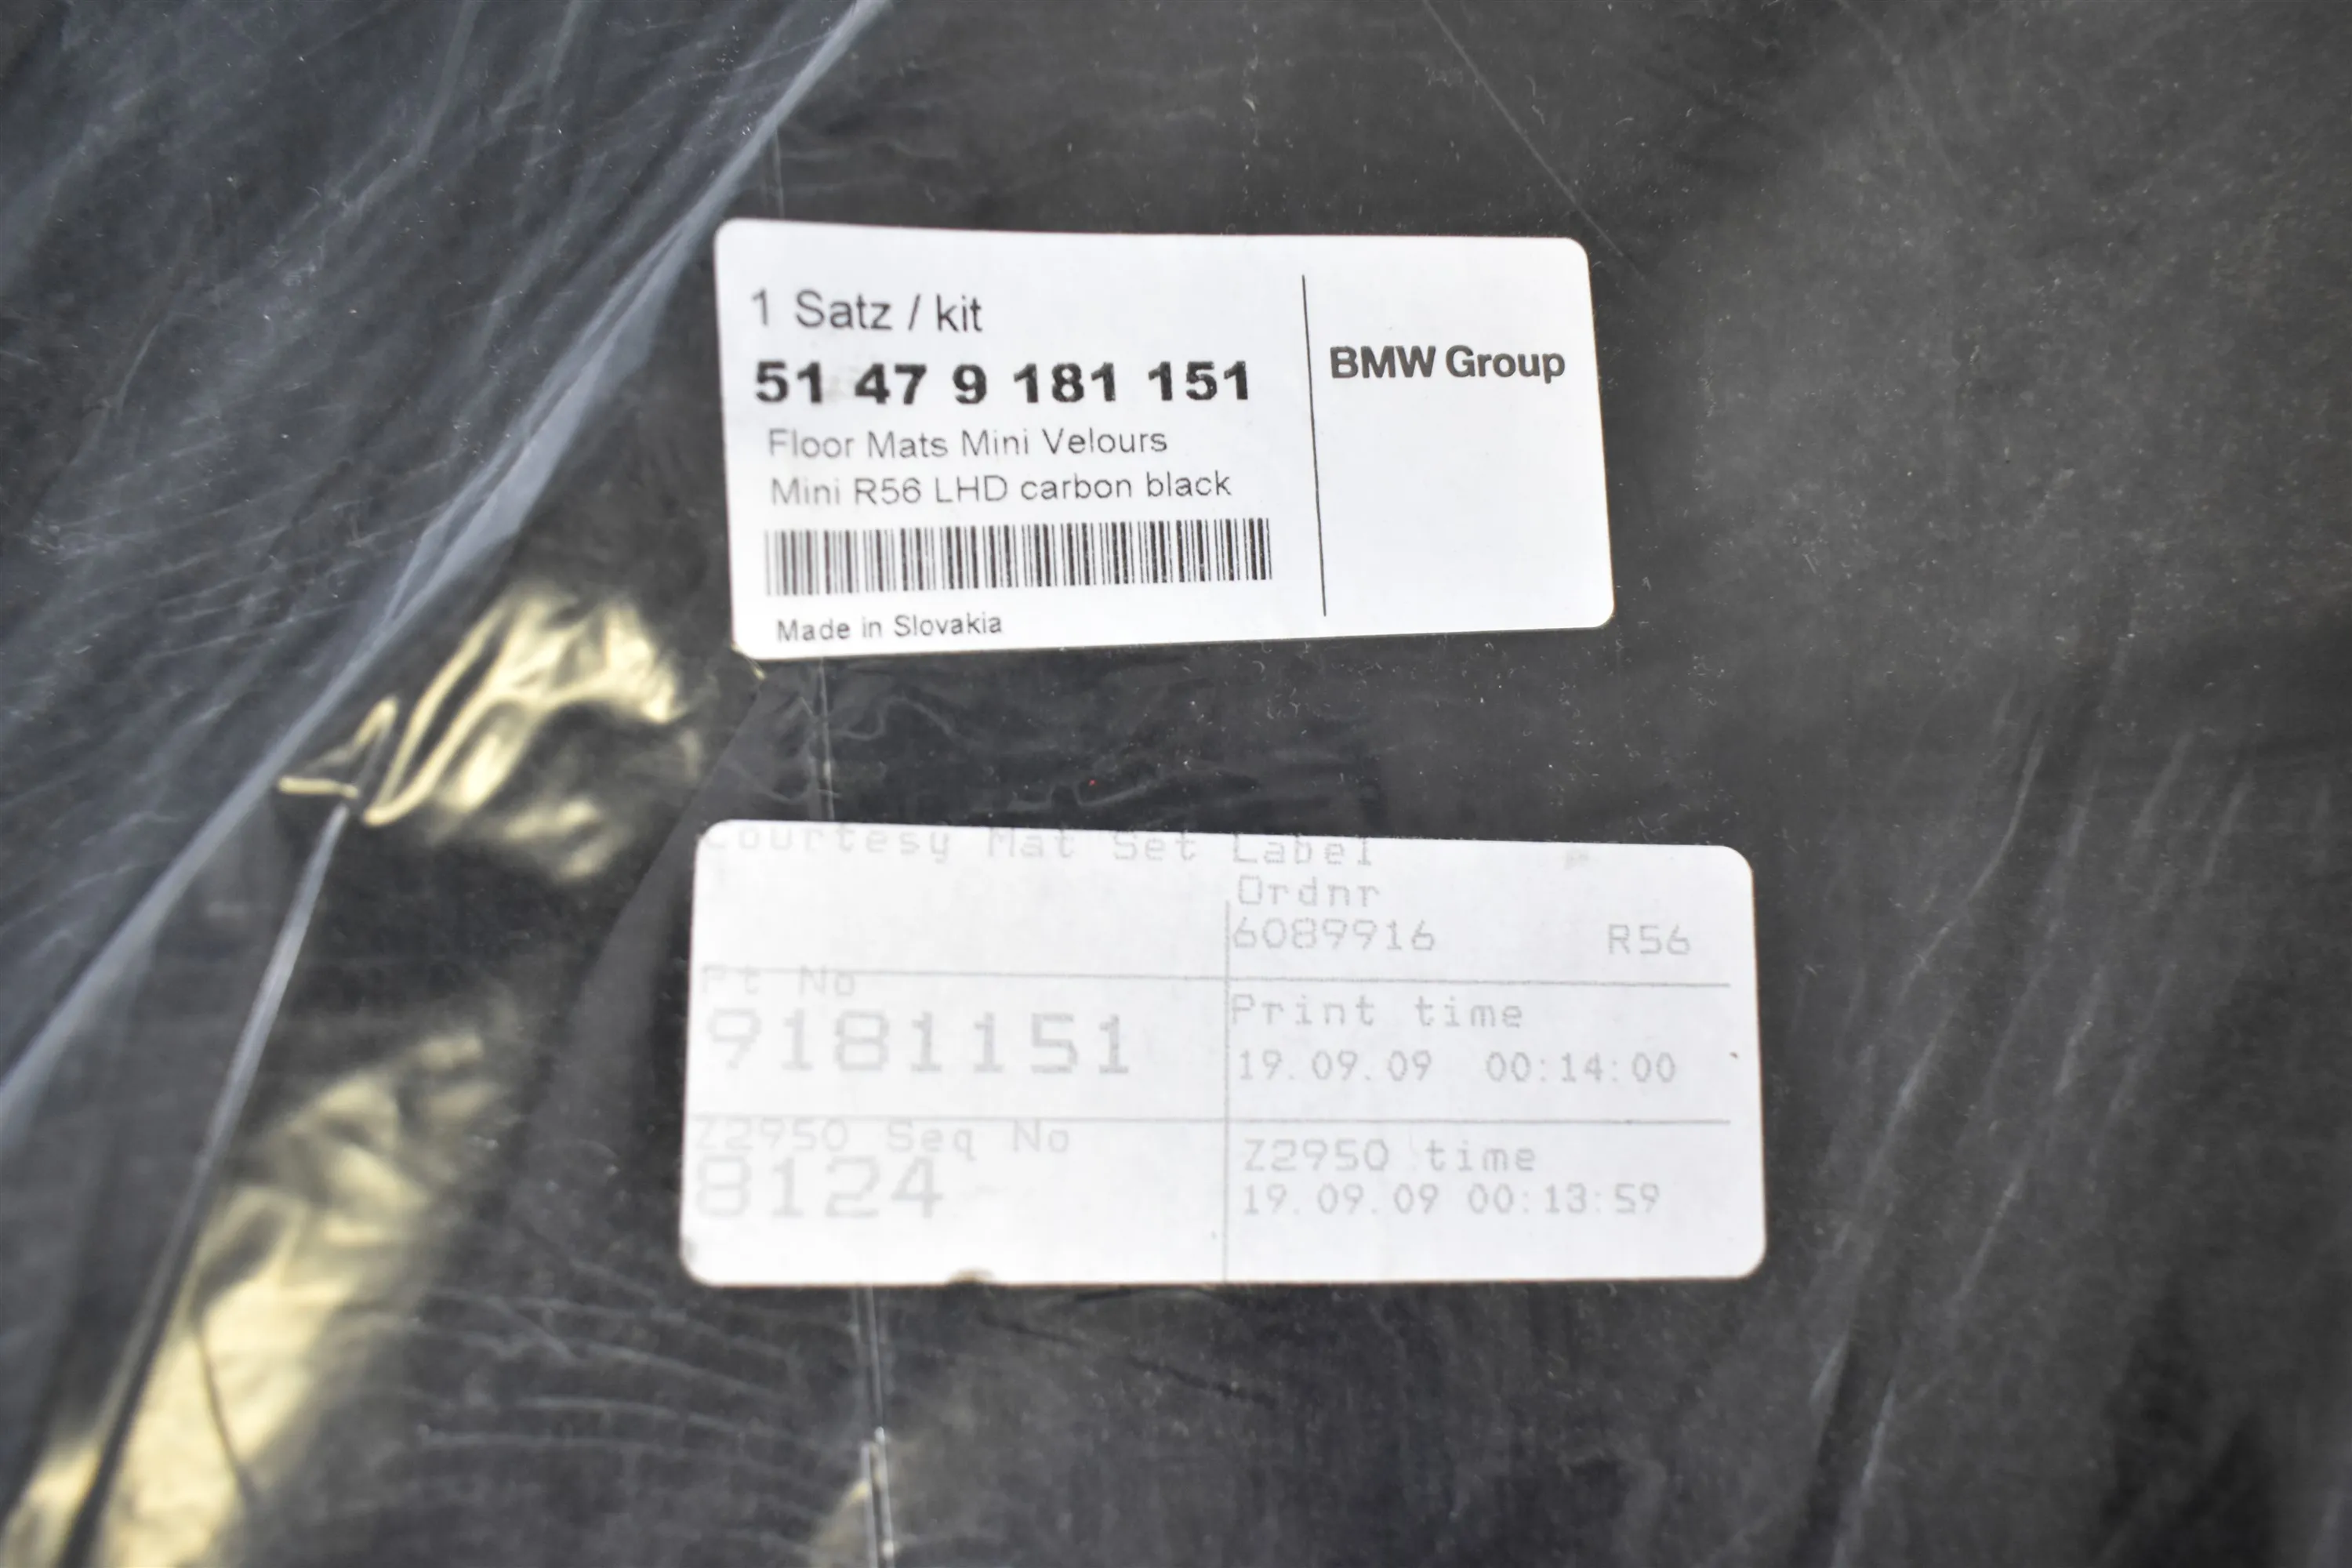 1 Satz / kit
51 47 9 181 151
Floor Mats Mini Velours
Mini R56 LHD carbon black
Made in Slovakia
BMW Group
Courtesy Mat Set Label
Ordnr
6089916 R56
Pt No
9181151
Print time
19.09.09 00:14:00
Z2950 Seq No
8124
Z2950 time
19.09.09 00:13:59